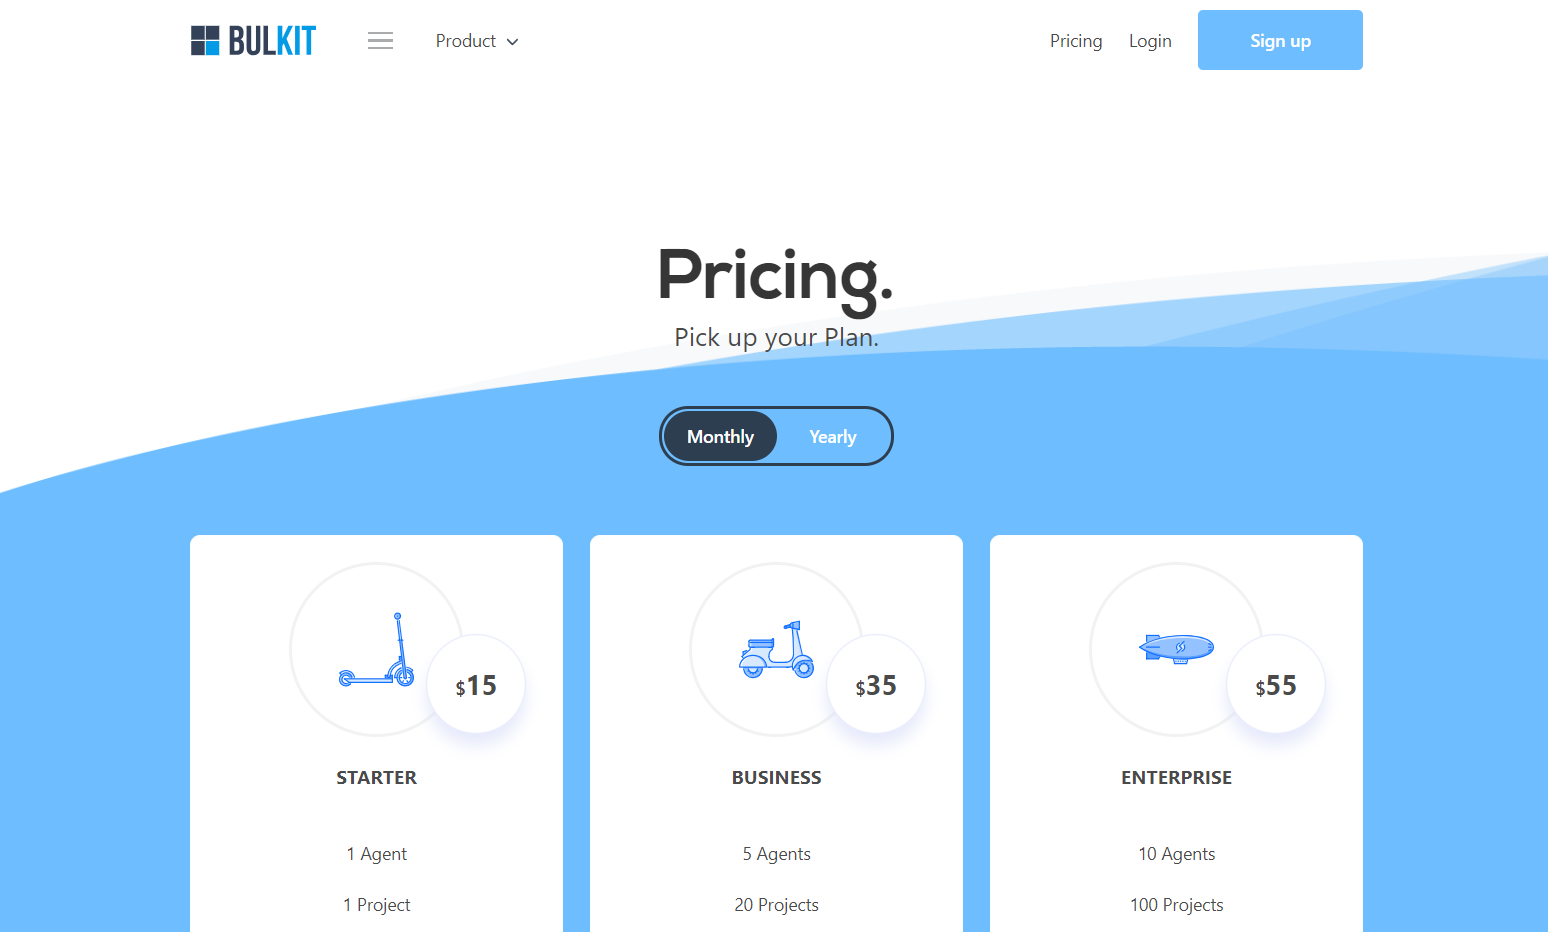 BULKIT
Product
Pricing
Login
Sign up
Pricing.
Pick up your Plan.
Monthly
Yearly
$15
$35
$55
STARTER
BUSINESS
ENTERPRISE
1 Agent
5 Agents
10 Agents
1 Project
20 Projects
100 Projects